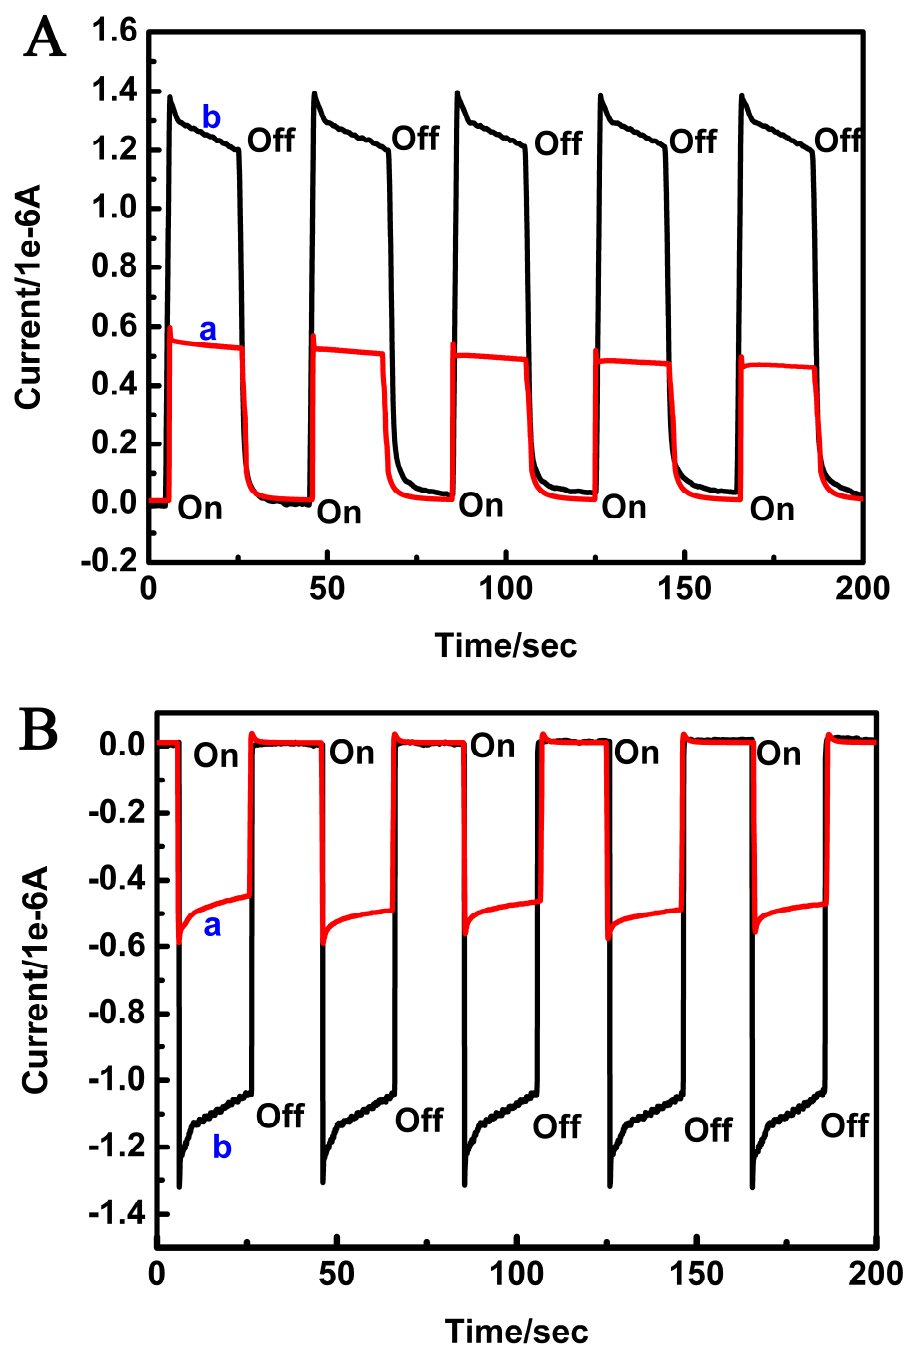 A
1.6
1.4
1.2
1.0
0.8
0.6
0.4
0.2
0.0
-0.2
Current/1e-6A
b
a
Off
Off
Off
Off
Off
On
On
On
On
On
0
50
100
150
200
Time/sec
B
0.0
-0.2
-0.4
-0.6
-0.8
-1.0
-1.2
-1.4
Current/1e-6A
On
On
On
On
On
a
b
Off
Off
Off
Off
Off
0
50
100
150
200
Time/sec